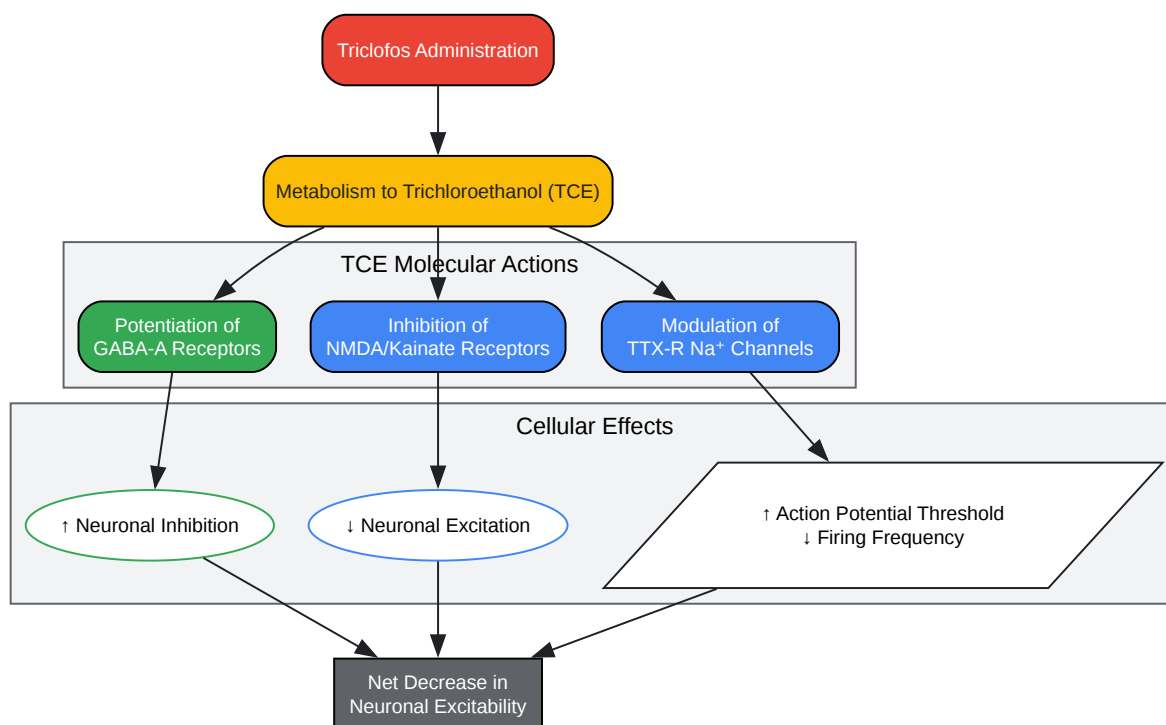 Triclofos Administration
Metabolism to Trichloroethanol (TCE)
TCE Molecular Actions
Potentiation of
GABA-A Receptors
Inhibition of
NMDA/Kainate Receptors
Modulation of
TTX-R Na⁺ Channels
Cellular Effects
↑ Neuronal Inhibition
↓ Neuronal Excitation
↑ Action Potential Threshold
↓ Firing Frequency
Net Decrease in
Neuronal Excitability